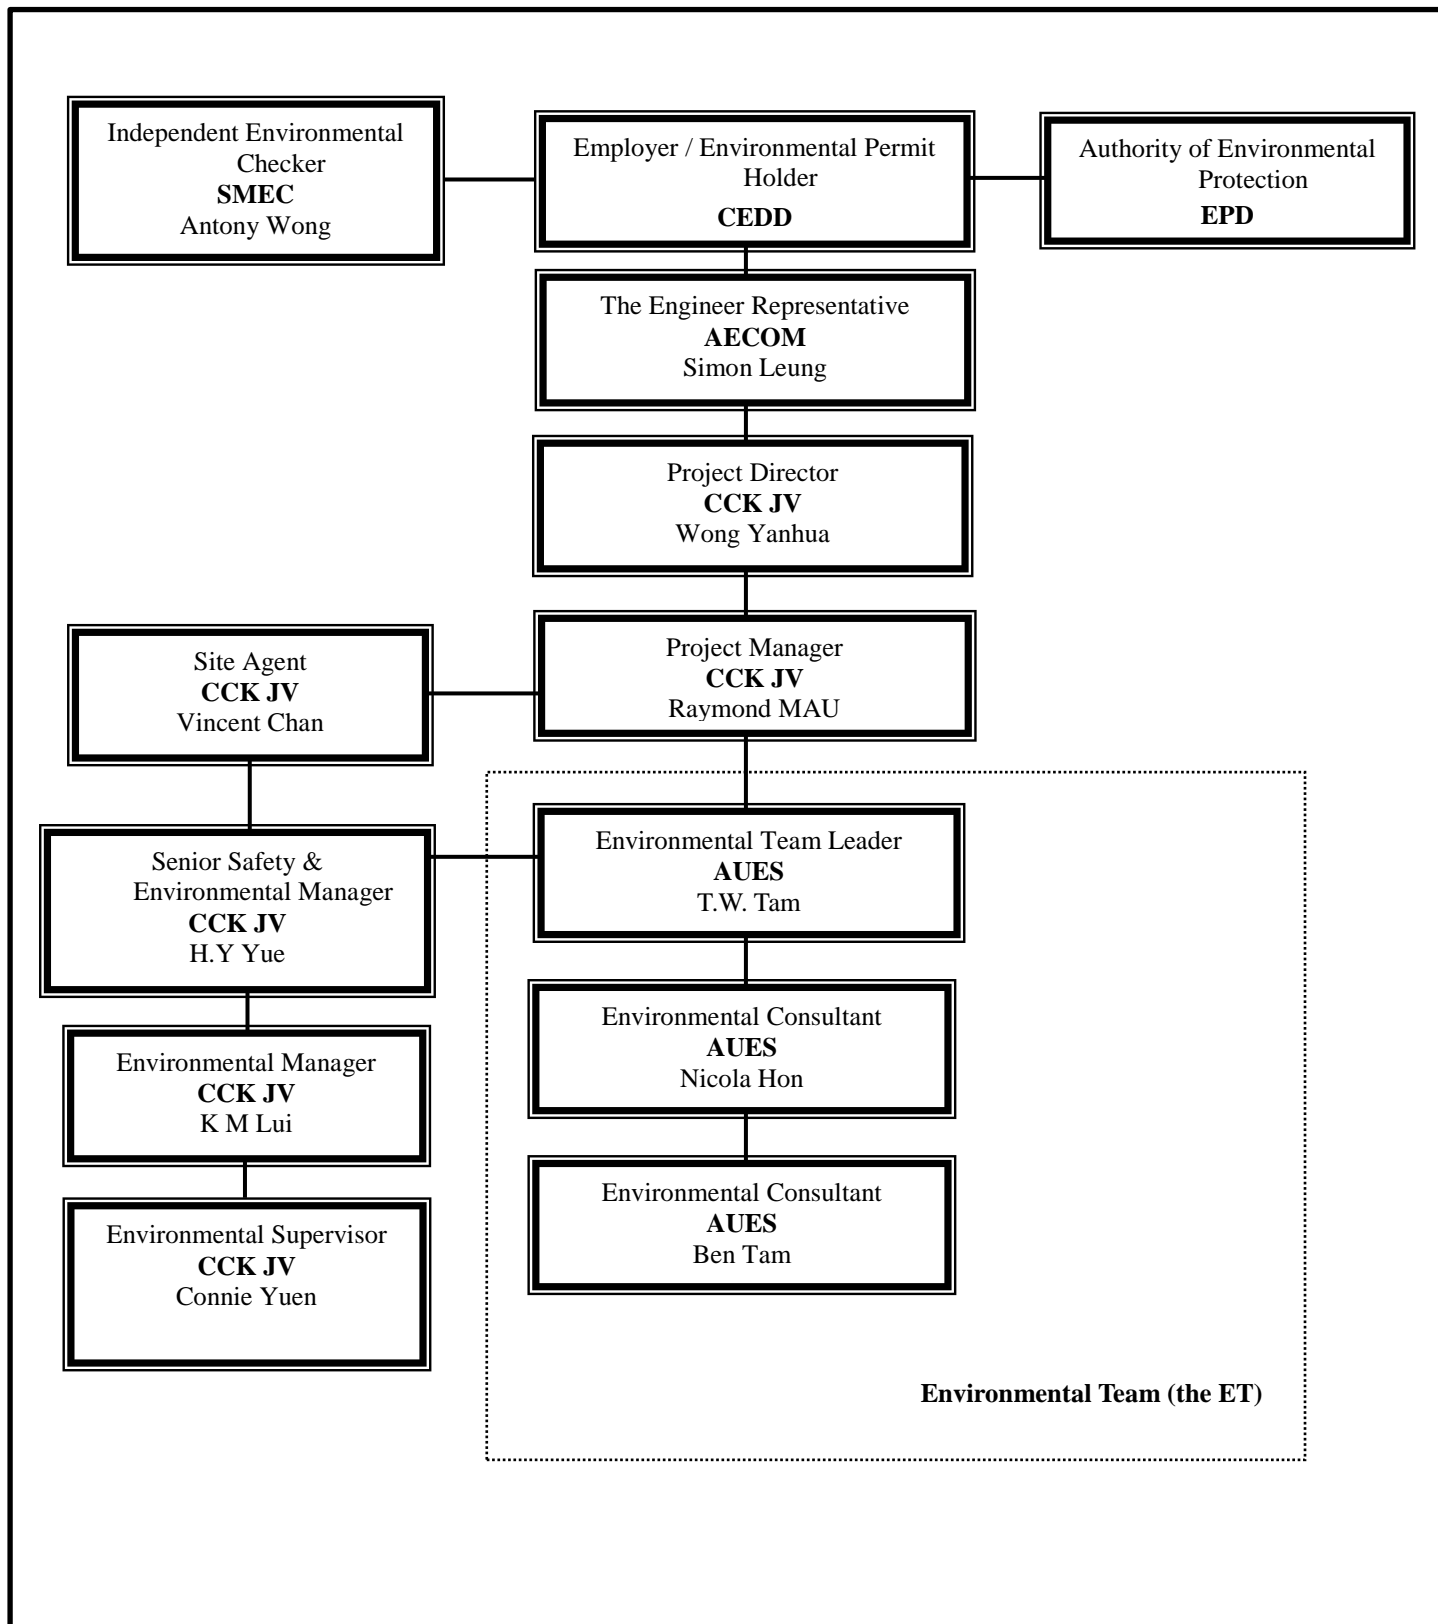 Independent Environmental
Checker
SMEC
Antony Wong
Employer / Environmental Permit
Holder
CEDD
Authority of Environmental
Protection
EPD
The Engineer Representative
AECOM
Simon Leung
Project Director
CCK JV
Wong Yanhua
Project Manager
CCK JV
Raymond MAU
Site Agent
CCK JV
Vincent Chan
Senior Safety &
Environmental Manager
CCK JV
H.Y Yue
Environmental Team Leader
AUES
T.W. Tam
Environmental Manager
CCK JV
K M Lui
Environmental Consultant
AUES
Nicola Hon
Environmental Supervisor
CCK JV
Connie Yuen
Environmental Consultant
AUES
Ben Tam
Environmental Team (the ET)